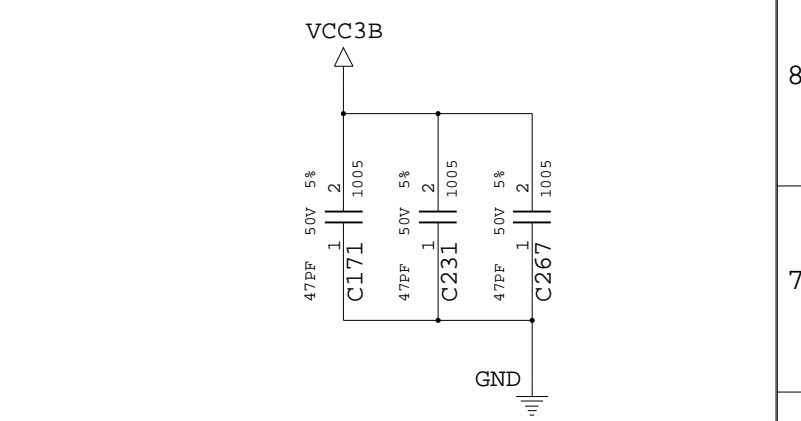 VCC3B
8
47PF 50V 5%
1 2
1005
C171
47PF 50V 5%
1 2
1005
C231
47PF 50V 5%
1 2
1005
C267
7
GND